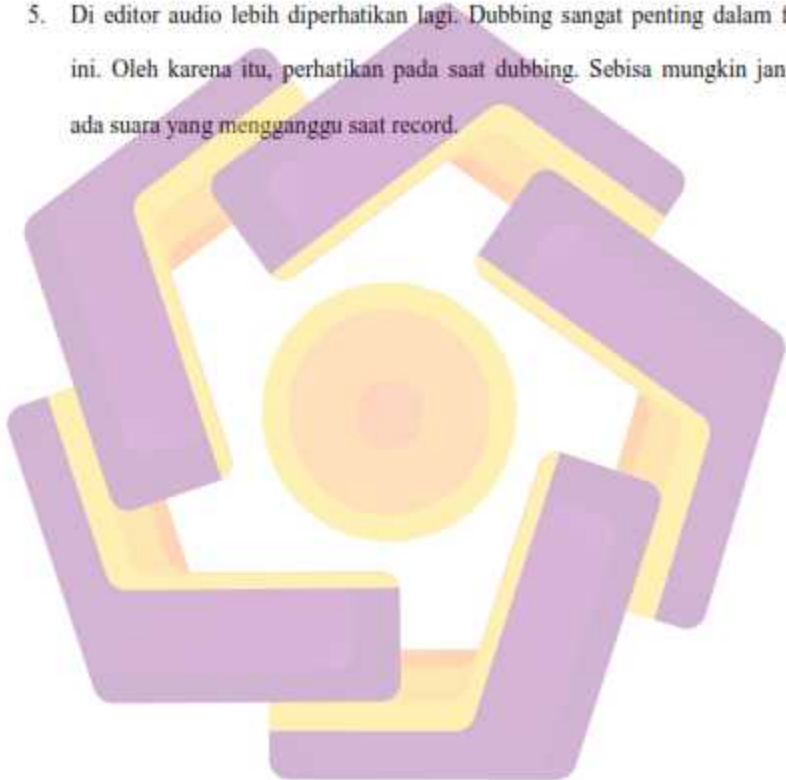 5. Di editor audio lebih diperhatikan lagi. Dubbing sangat penting dalam f
ini. Oleh karena itu, perhatikan pada saat dubbing. Sebisa mungkin jan
ada suara yang mengganggu saat record.